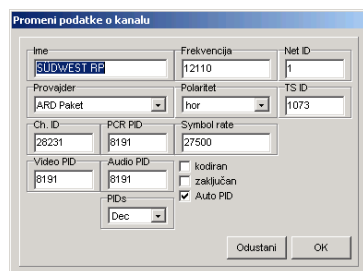 Promeni podatke o kanalu
Ime
SÜDWEST RP
Frekvencija
12110
Net ID
1
Provajder
ARD Paket
Polaritet
hor
TS ID
1073
Ch. ID
28231
PCR PID
8191
Symbol rate
27500
Video PID
8191
Audio PID
8191
kodiran
zaključan
Auto PID
PIDs
Dec
Odustani
OK